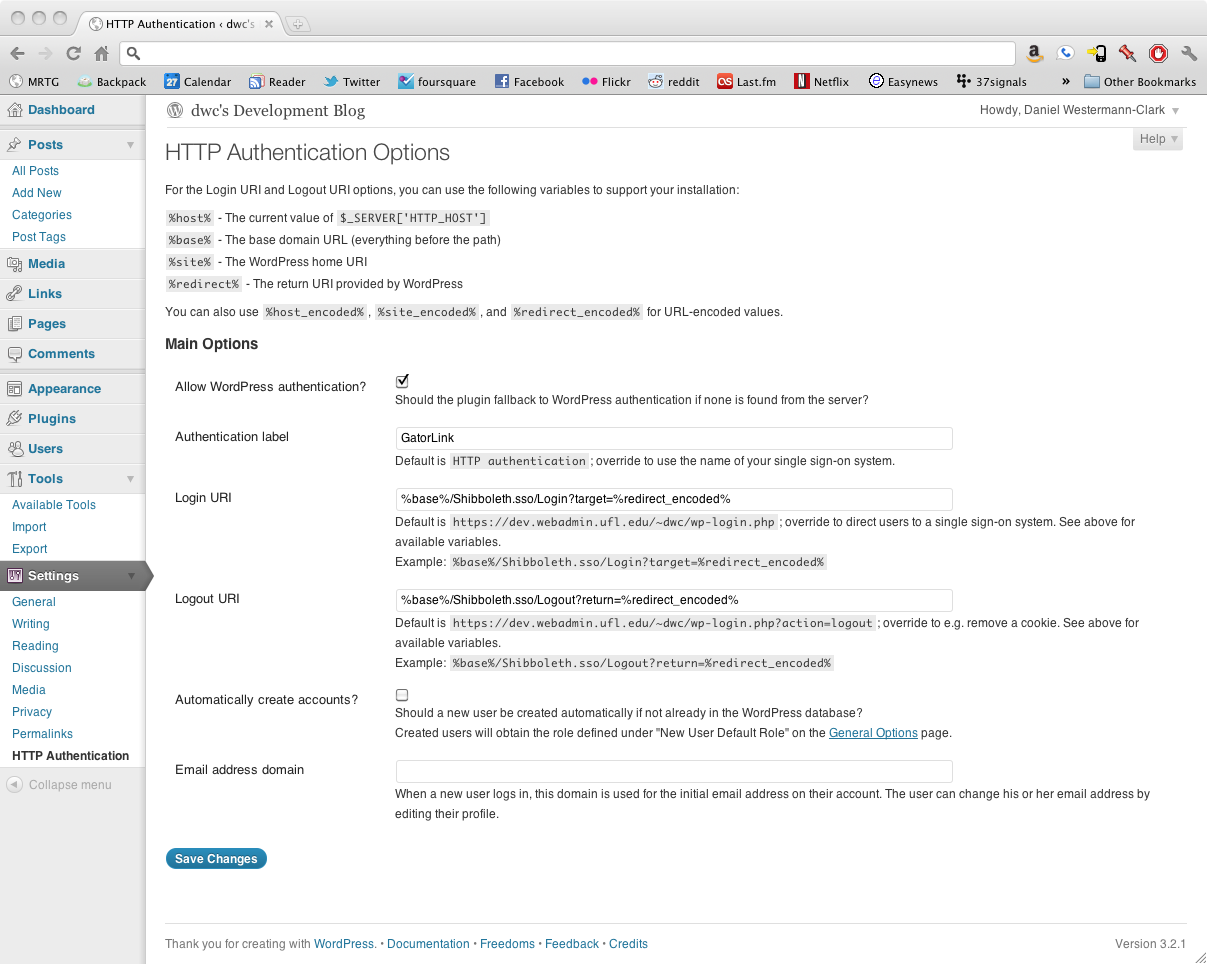 HTTP Authentication ‹ dwc's
MRTG Backpack 27 Calendar Reader Twitter foursquare Facebook Flickr reddit Last.fm Netflix Easynews 37signals » Other Bookmarks
Dashboard
Posts
All Posts
Add New
Categories
Post Tags
Media
Links
Pages
Comments
Appearance
Plugins
Users
Tools
Available Tools
Import
Export
Settings
General
Writing
Reading
Discussion
Media
Privacy
Permalinks
HTTP Authentication
Collapse menu
dwc's Development Blog
Howdy, Daniel Westermann-Clark
Help
HTTP Authentication Options
For the Login URI and Logout URI options, you can use the following variables to support your installation:
%host% - The current value of $_SERVER['HTTP_HOST']
%base% - The base domain URL (everything before the path)
%site% - The WordPress home URI
%redirect% - The return URI provided by WordPress
You can also use %host_encoded%, %site_encoded%, and %redirect_encoded% for URL-encoded values.
Main Options
Allow WordPress authentication?
Should the plugin fallback to WordPress authentication if none is found from the server?
Authentication label
GatorLink
Default is HTTP authentication; override to use the name of your single sign-on system.
Login URI
%base%/Shibboleth.sso/Login?target=%redirect_encoded%
Default is https://dev.webadmin.ufl.edu/~dwc/wp-login.php; override to direct users to a single sign-on system. See above for
available variables.
Example: %base%/Shibboleth.sso/Login?target=%redirect_encoded%
Logout URI
%base%/Shibboleth.sso/Logout?return=%redirect_encoded%
Default is https://dev.webadmin.ufl.edu/~dwc/wp-login.php?action=logout; override to e.g. remove a cookie. See above for
available variables.
Example: %base%/Shibboleth.sso/Logout?return=%redirect_encoded%
Automatically create accounts?
Should a new user be created automatically if not already in the WordPress database?
Created users will obtain the role defined under "New User Default Role" on the General Options page.
Email address domain
When a new user logs in, this domain is used for the initial email address on their account. The user can change his or her email address by
editing their profile.
Save Changes
Thank you for creating with WordPress. • Documentation • Freedoms • Feedback • Credits
Version 3.2.1